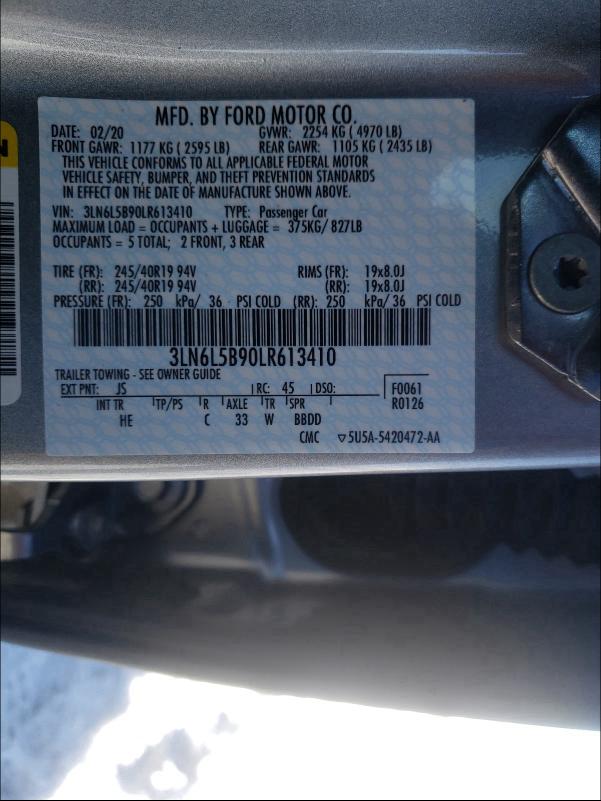 MFD. BY FORD MOTOR CO.
DATE: 02/20 GVWR: 2254 KG ( 4970 LB)
FRONT GAWR: 1177 KG ( 2595 LB) REAR GAWR: 1105 KG ( 2435 LB)
THIS VEHICLE CONFORMS TO ALL APPLICABLE FEDERAL MOTOR
VEHICLE SAFETY, BUMPER, AND THEFT PREVENTION STANDARDS
IN EFFECT ON THE DATE OF MANUFACTURE SHOWN ABOVE.
VIN: 3LN6L5B90LR613410 TYPE: Passenger Car
MAXIMUM LOAD = OCCUPANTS + LUGGAGE = 375KG/ 827LB
OCCUPANTS = 5 TOTAL; 2 FRONT, 3 REAR
TIRE (FR): 245/40R19 94V RIMS (FR): 19x8.0J
(RR): 245/40R19 94V (RR): 19x8.0J
PRESSURE (FR): 250 kPa/ 36 PSI COLD (RR): 250 kPa/ 36 PSI COLD
3LN6L5B90LR613410
TRAILER TOWING - SEE OWNER GUIDE
EXT PNT: JS RC: 45 DSO: F0061
INT TR TP/PS R AXLE TR SPR R0126
HE C 33 W BBDD
CMC ▽5U5A-5420472-AA